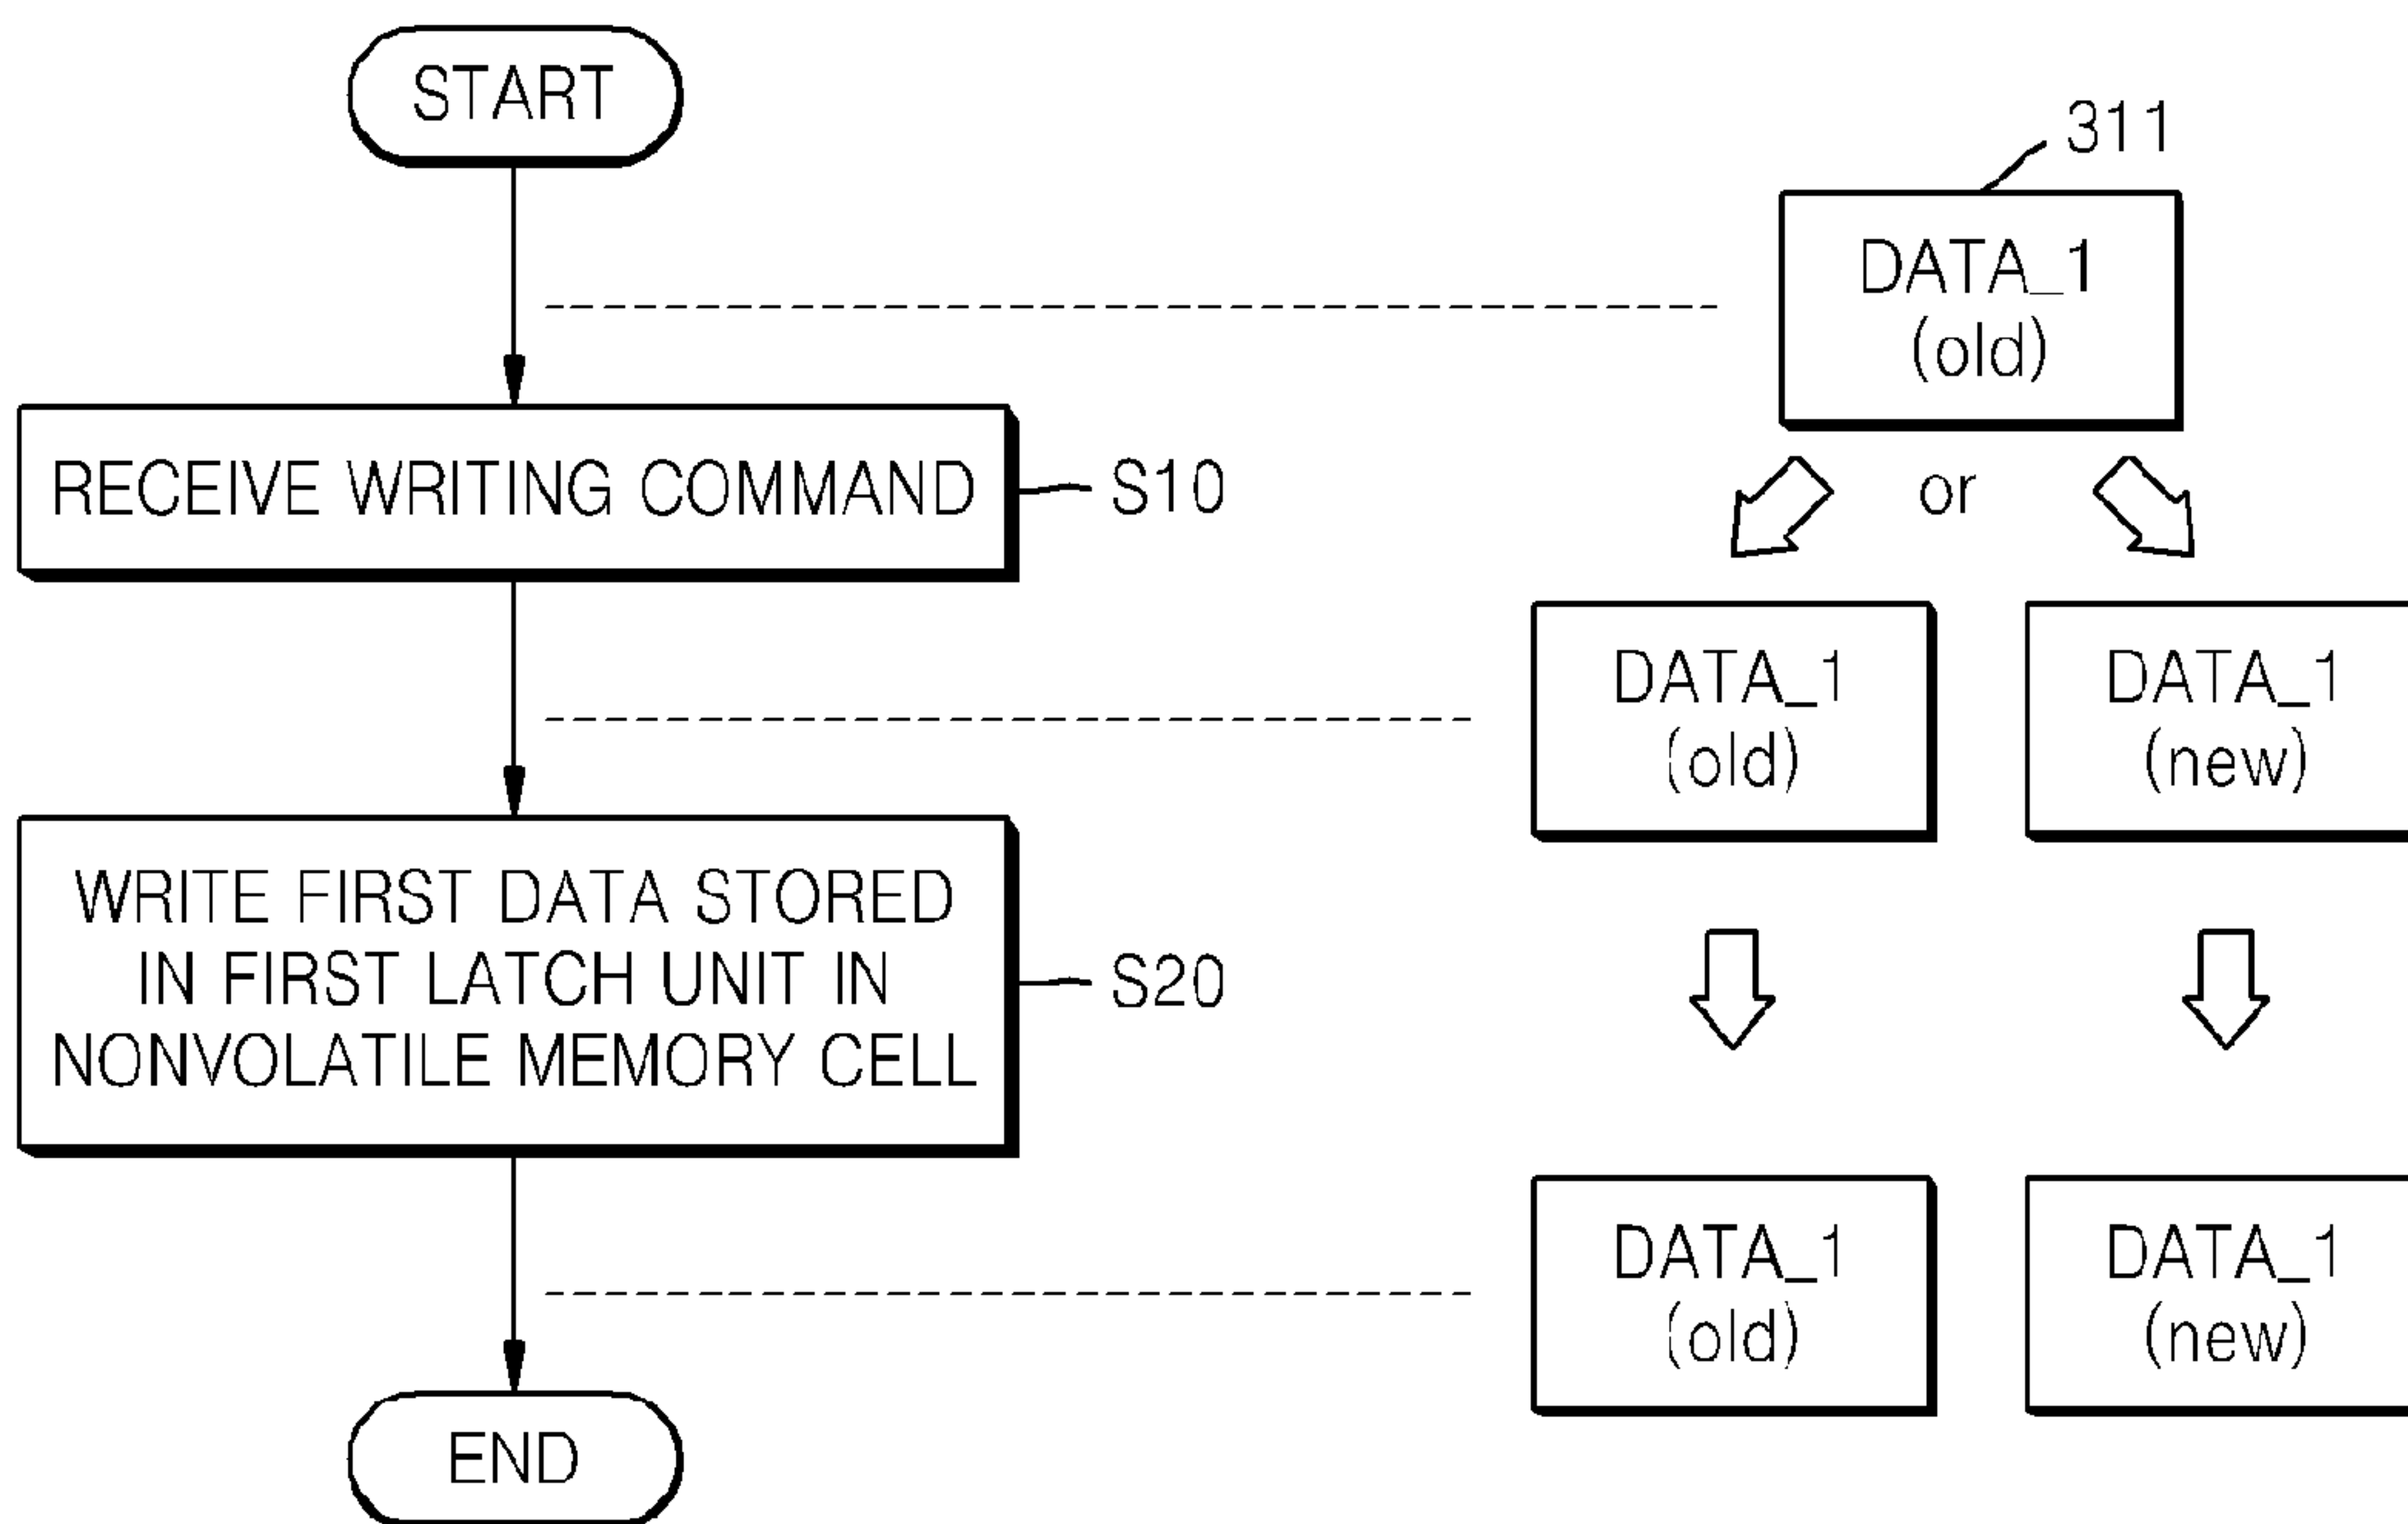 START
311
DATA_1
(old)
RECEIVE WRITING COMMAND
S10
or
DATA_1
(old)
DATA_1
(new)
WRITE FIRST DATA STORED
IN FIRST LATCH UNIT IN
NONVOLATILE MEMORY CELL
S20
DATA_1
(old)
DATA_1
(new)
END